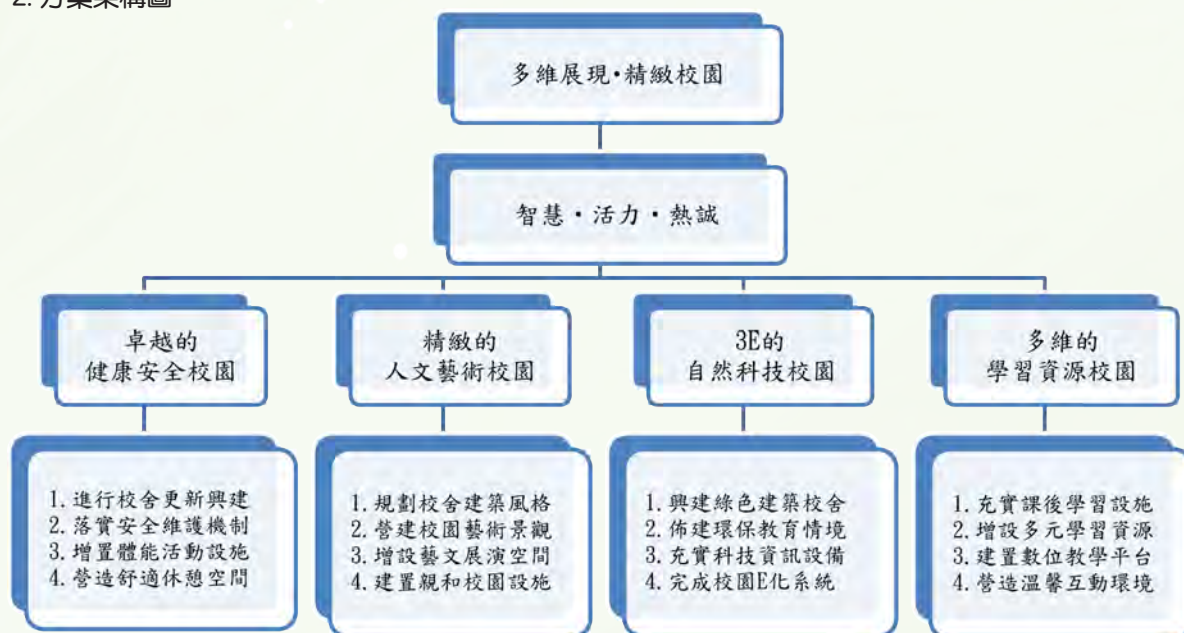 2. 方案架構圖
多維展現•精緻校園
智慧•活力•熱誠
卓越的
健康安全校園
精緻的
人文藝術校園
3E的
自然科技校園
多維的
學習資源校園
1. 進行校舍更新興建
2. 落實安全維護機制
3. 增置體能活動設施
4. 營造舒適休憩空間
1. 規劃校舍建築風格
2. 營建校園藝術景觀
3. 增設藝文展演空間
4. 建置親和校園設施
1. 興建綠色建築校舍
2. 佈建環保教育情境
3. 充實科技資訊設備
4. 完成校園E化系統
1. 充實課後學習設施
2. 增設多元學習資源
3. 建置數位教學平台
4. 營造溫馨互動環境